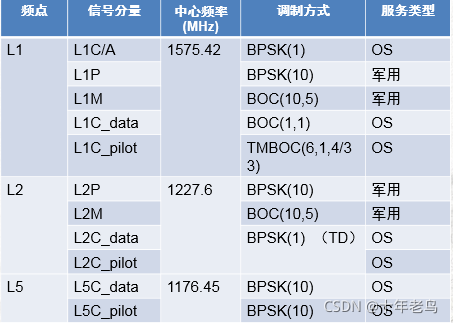 频点 信号分量 中心频率 调制方式 服务类型
(MHz)
L1 L1C/A 1575.42 BPSK(1) OS
L1P BPSK(10) 军用
L1M BOC(10,5) 军用
L1C_data BOC(1,1) OS
L1C_pilot TMBOC(6,1,4/3 OS
3)
L2 L2P 1227.6 BPSK(10) 军用
L2M BOC(10,5) 军用
L2C_data BPSK(1) （TD） OS
L2C_pilot OS
L5 L5C_data 1176.45 BPSK(10) OS
L5C_pilot BPSK(10) OS
CSDN @十年老鸟